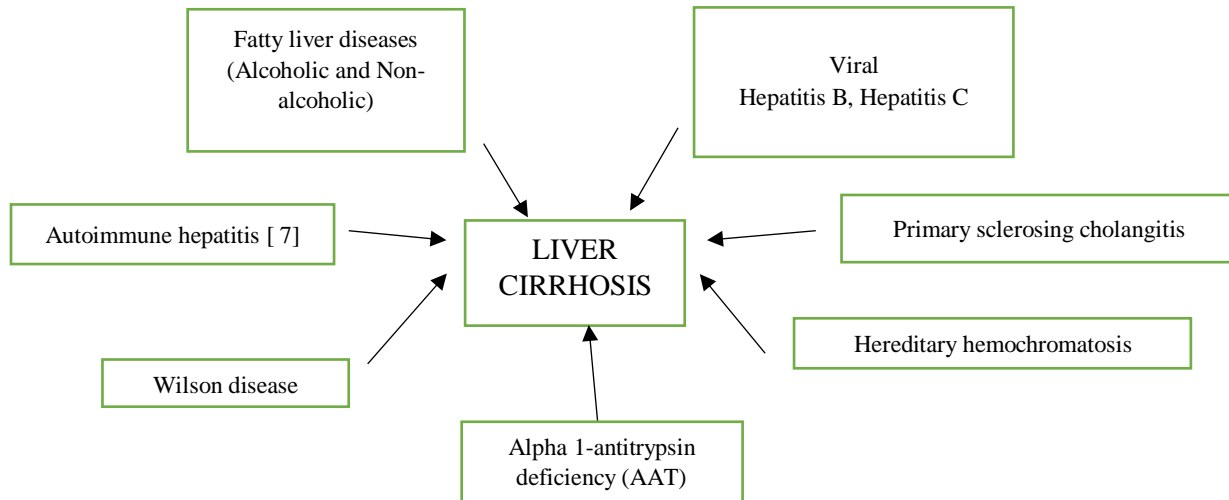 Fatty liver diseases
(Alcoholic and Non-
alcoholic)
Viral
Hepatitis B, Hepatitis C
Autoimmune hepatitis [ 7]
LIVER
CIRRHOSIS
Primary sclerosing cholangitis
Wilson disease
Hereditary hemochromatosis
Alpha 1-antitrypsin
deficiency (AAT)